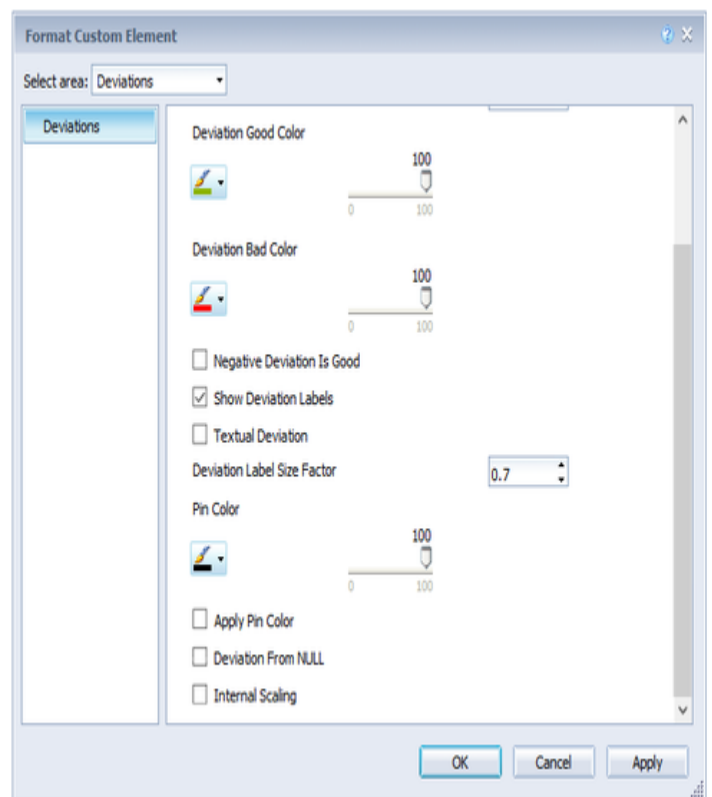 Format Custom Element
Select area: Deviations
Deviations
Deviation Good Color
100
0 100
Deviation Bad Color
100
0 100
Negative Deviation Is Good
Show Deviation Labels
Textual Deviation
Deviation Label Size Factor 0.7
Pin Color
100
0 100
Apply Pin Color
Deviation From NULL
Internal Scaling
OK Cancel Apply